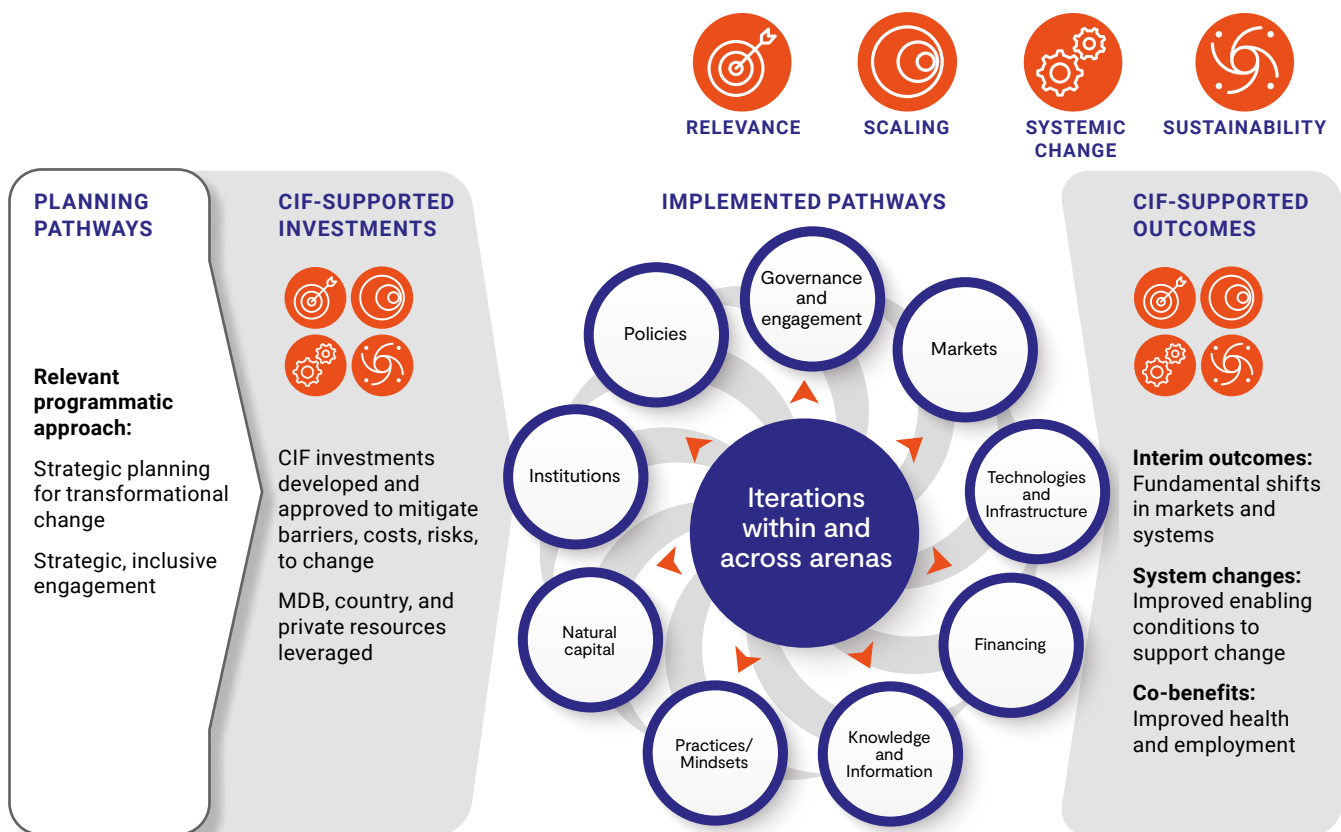 RELEVANCE
SCALING
SYSTEMIC
CHANGE
SUSTAINABILITY
PLANNING
PATHWAYS
Relevant
programmatic
approach:
Strategic planning
for transformational
change
Strategic, inclusive
engagement
CIF-SUPPORTED
INVESTMENTS
CIF investments
developed and
approved to mitigate
barriers, costs, risks,
to change
MDB, country, and
private resources
leveraged
IMPLEMENTED PATHWAYS
Governance
and
engagement
Markets
Technologies
and
Infrastructure
Financing
Knowledge
and
Information
Practices/
Mindsets
Natural
capital
Institutions
Policies
Iterations
within and
across arenas
CIF-SUPPORTED
OUTCOMES
Interim outcomes:
Fundamental shifts
in markets and
systems
System changes:
Improved enabling
conditions to
support change
Co-benefits:
Improved health
and employment